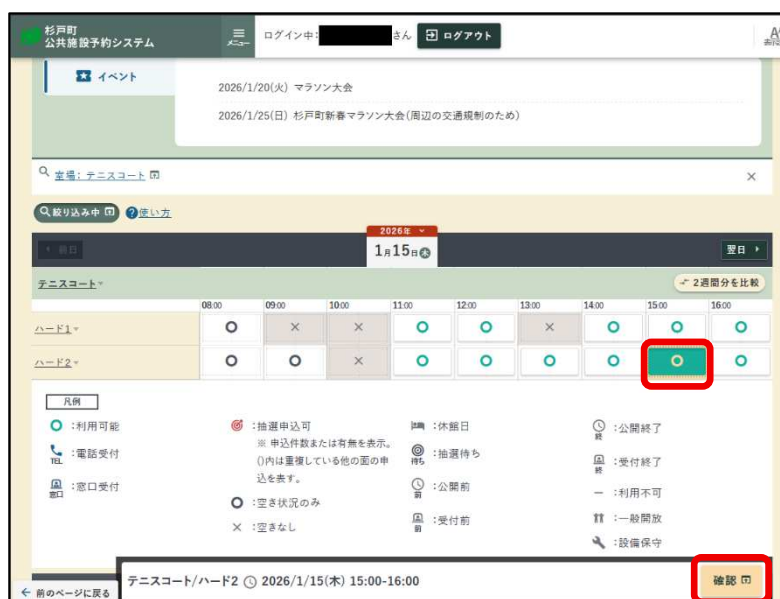 杉戸町
公共施設予約システム
メニュー
ログイン中:
さん
ログアウト
イベント
2026/1/20(火) マラソン大会
2026/1/25(日) 杉戸町新春マラソン大会(周辺の交通規制のため)
室場: テニスコート
×
絞り込み中
使い方
前日
2026年
1月15日木
翌日
テニスコート
2週間分を比較
08:00 09:00 10:00 11:00 12:00 13:00 14:00 15:00 16:00
ハード1
ハード2
凡例
:利用可能
TEL :電話受付
窓口 :窓口受付
:抽選申込可
※ 申込件数または有無を表示。
()内は重複している他の面の申
込を表す。
:空き状況のみ
× :空きなし
:休館日
待ち :抽選待ち
前 :公開前
前 :受付前
終 :公開終了
終 :受付終了
− :利用不可
:一般開放
:設備保守
← 前のページに戻る
テニスコート/ハード2 2026/1/15(木) 15:00-16:00
確認